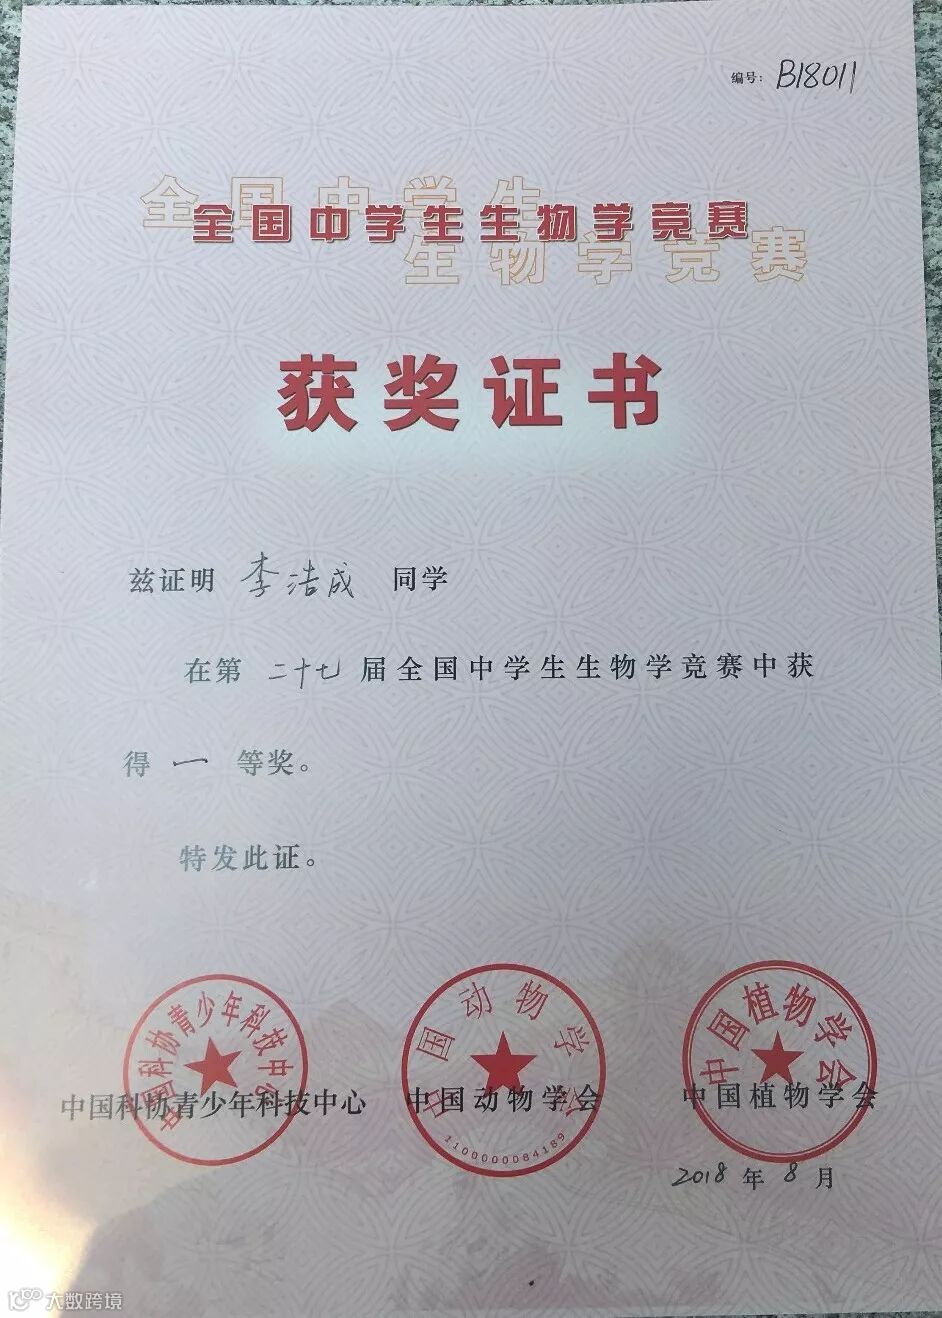 编号: B18011
全国中学生
全国中学生生物学竞赛
生物学竞赛
获奖证书
兹证明 李浩成 同学
在第 二十七 届全国中学生生物学竞赛中获
得 一 等奖。
特发此证。
中国科协青少年科技中心
中国动物学会
中国植物学会
中国科协青少年科技中心 中国动物学会 中国植物学会
1100000084189
2018 年 8 月
大数跨境